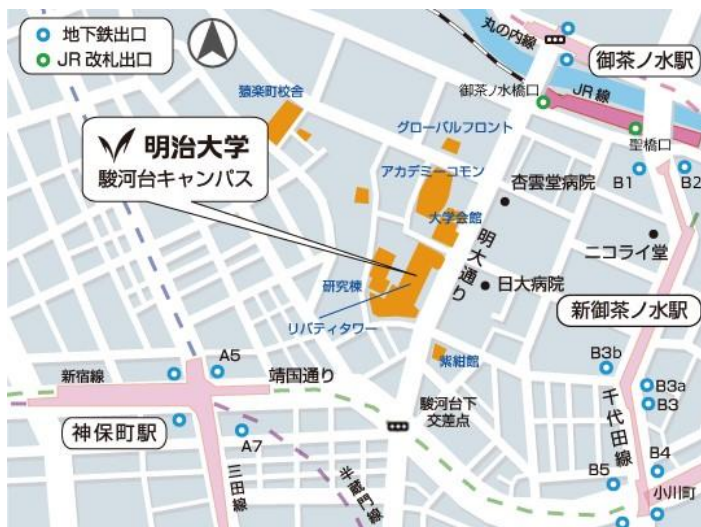 地下鉄出口
JR改札出口
丸の内線
御茶ノ水駅
猿楽町校舎
御茶ノ水橋口
JR線
グローバルフロント
聖橋口
明治大学
駿河台キャンパス
アカデミーコモン
杏雲堂病院
B1
B2
大学会館
明大通り
ニコライ堂
研究棟
日大病院
リバティタワー
新御茶ノ水駅
A5
紫紺館
B3b
新宿線
靖国通り
B3a
B3
駿河台下
交差点
千代田線
神保町駅
A7
三田線
半蔵門線
B4
B5
小川町